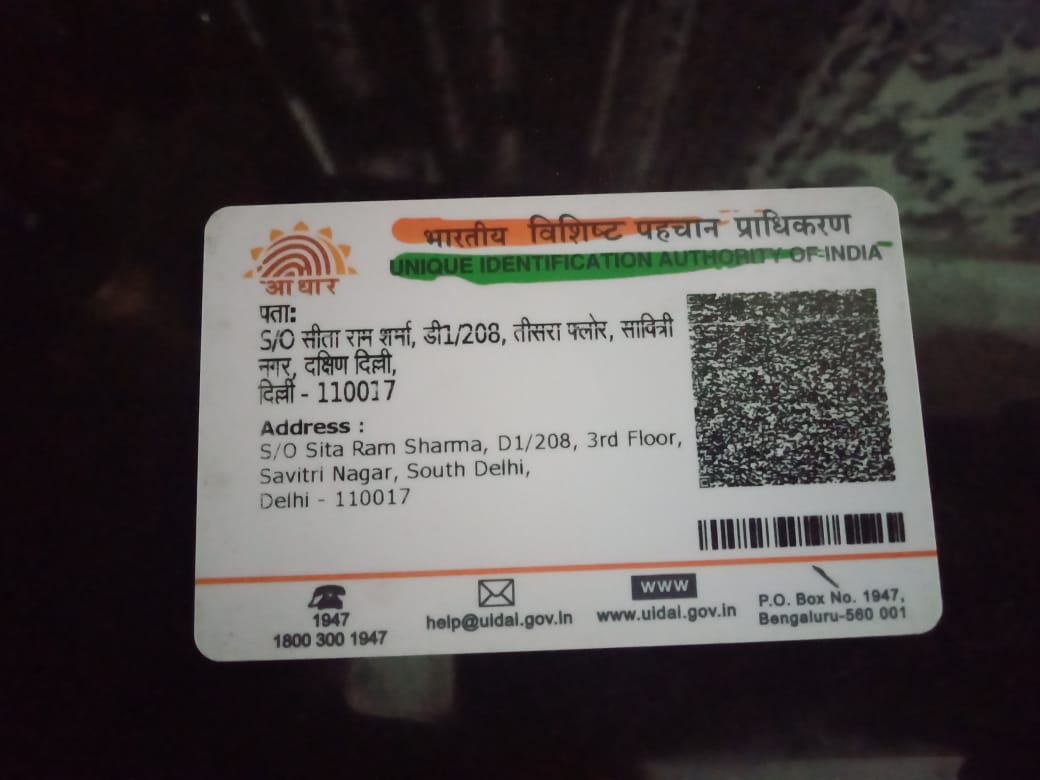 भारतीय विशिष्ट पहचान प्राधिकरण
UNIQUE IDENTIFICATION AUTHORITY OF INDIA
आधार
पता:
S/O सीता राम शर्मा, डी1/208, तीसरा फ्लोर, सावित्री
नगर, दक्षिण दिल्ली,
दिल्ली - 110017
Address :
S/O Sita Ram Sharma, D1/208, 3rd Floor,
Savitri Nagar, South Delhi,
Delhi - 110017
1947
1800 300 1947
help@uidai.gov.in
www
www.uidai.gov.in
P.O. Box No. 1947,
Bengaluru-560 001